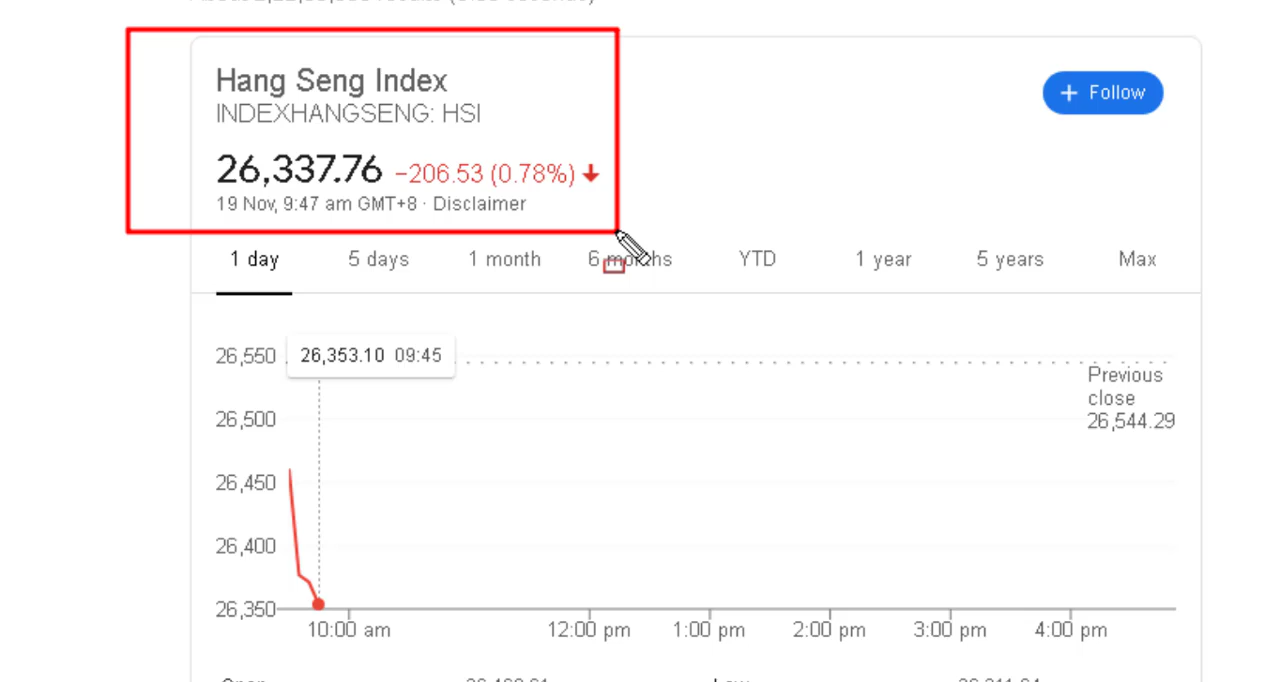 Hang Seng Index
INDEXHANGSENG: HSI
+ Follow
26,337.76 −206.53 (0.78%)
19 Nov, 9:47 am GMT+8 · Disclaimer
1 day 5 days 1 month 6 months YTD 1 year 5 years Max
26,550 26,353.10 09:45
Previous
close
26,544.29
26,500
26,450
26,400
26,350
10:00 am 12:00 pm 1:00 pm 2:00 pm 3:00 pm 4:00 pm